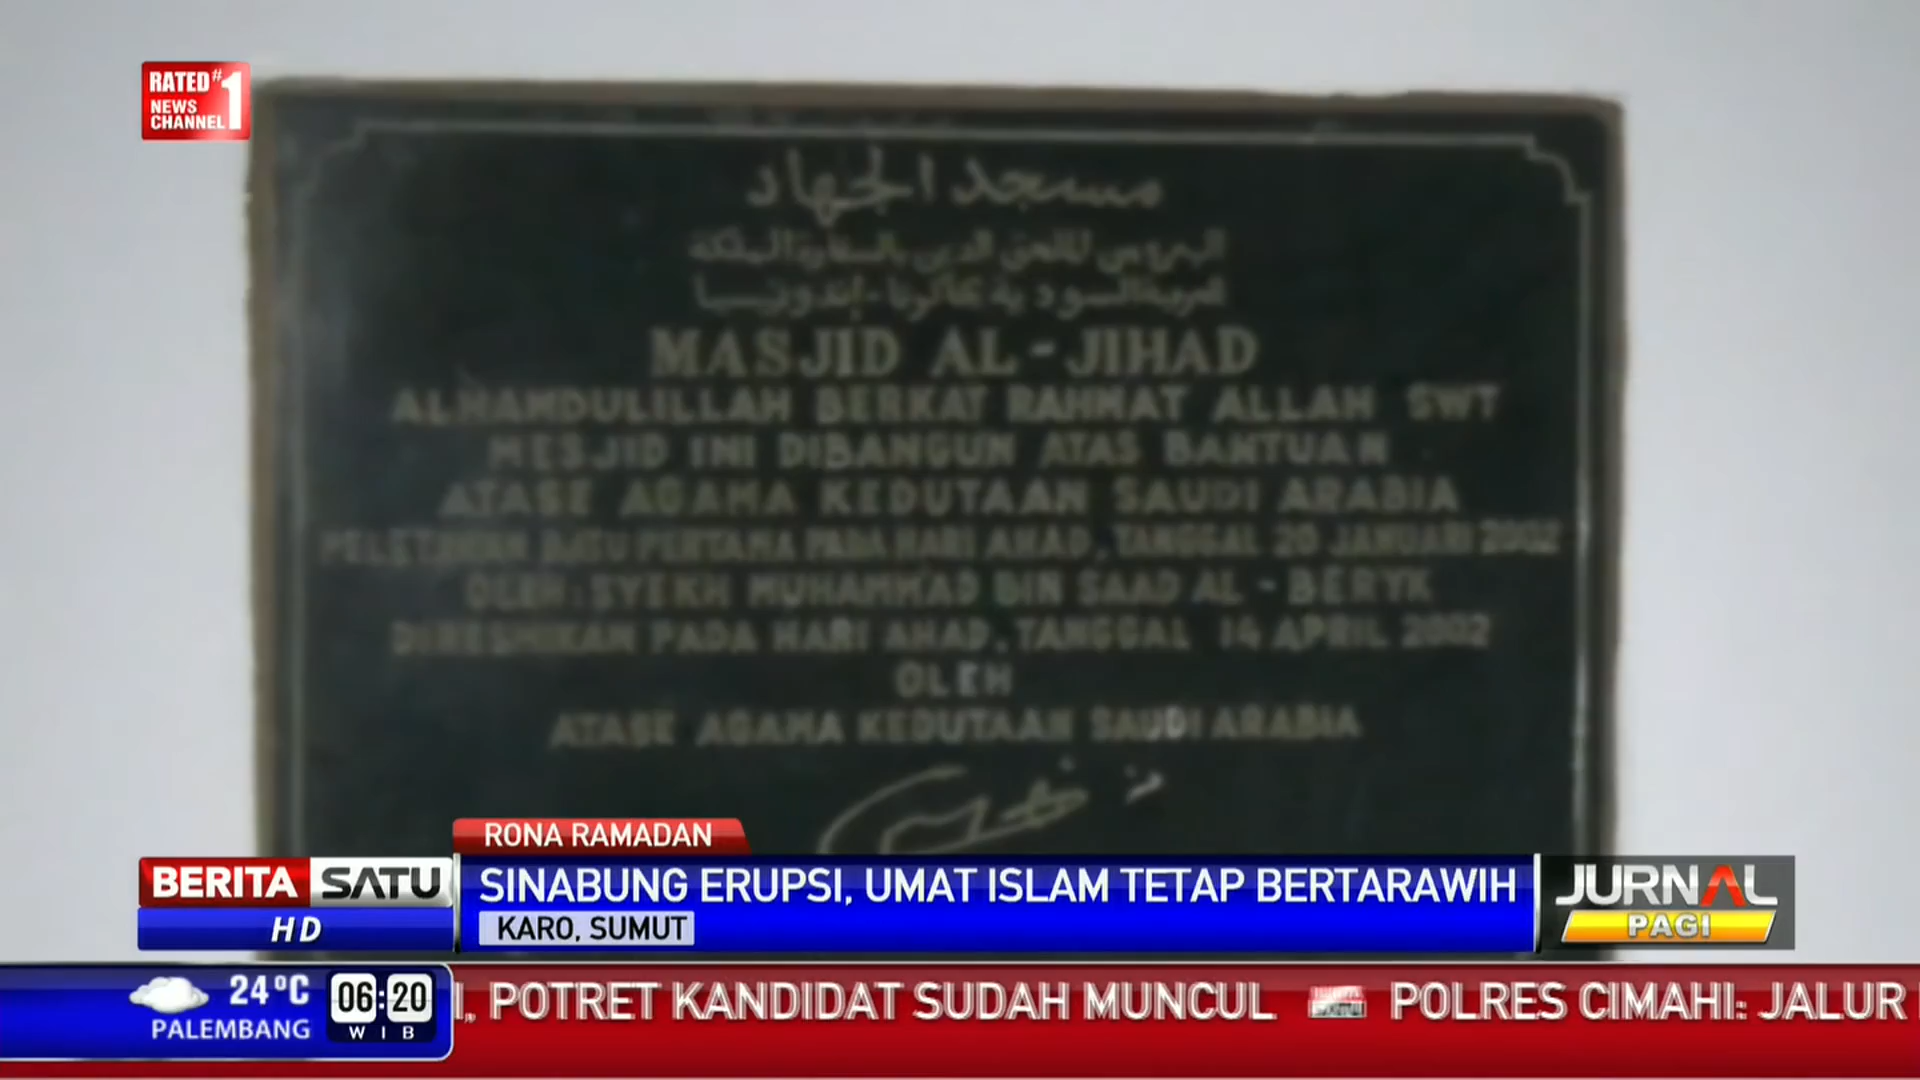 RATED #1
NEWS
CHANNEL
مسجد الجهاد
MASJID AL-JIHAD
ALHAMDULILLAH BERKAT RAHMAT ALLAH SWT
MESJID INI DIBANGUN ATAS BANTUAN
ATASE AGAMA KEDUTAAN SAUDI ARABIA
PELETAKAN BATU PERTAMA PADA HARI AHAD, TANGGAL 20 JANUARI 2002
OLEH : SYEKH MUHAMMAD BIN SAAD AL - BERYK
DIRESMIKAN PADA HARI AHAD, TANGGAL 14 APRIL 2002
OLEH
ATASE AGAMA KEDUTAAN SAUDI ARABIA
RONA RAMADAN
BERITA SATU
HD
SINABUNG ERUPSI, UMAT ISLAM TETAP BERTARAWIH
KARO, SUMUT
JURNAL
PAGI
24°C
PALEMBANG
06:20
WIB
I, POTRET KANDIDAT SUDAH MUNCUL BERITA SATU POLRES CIMAHI: JALUR